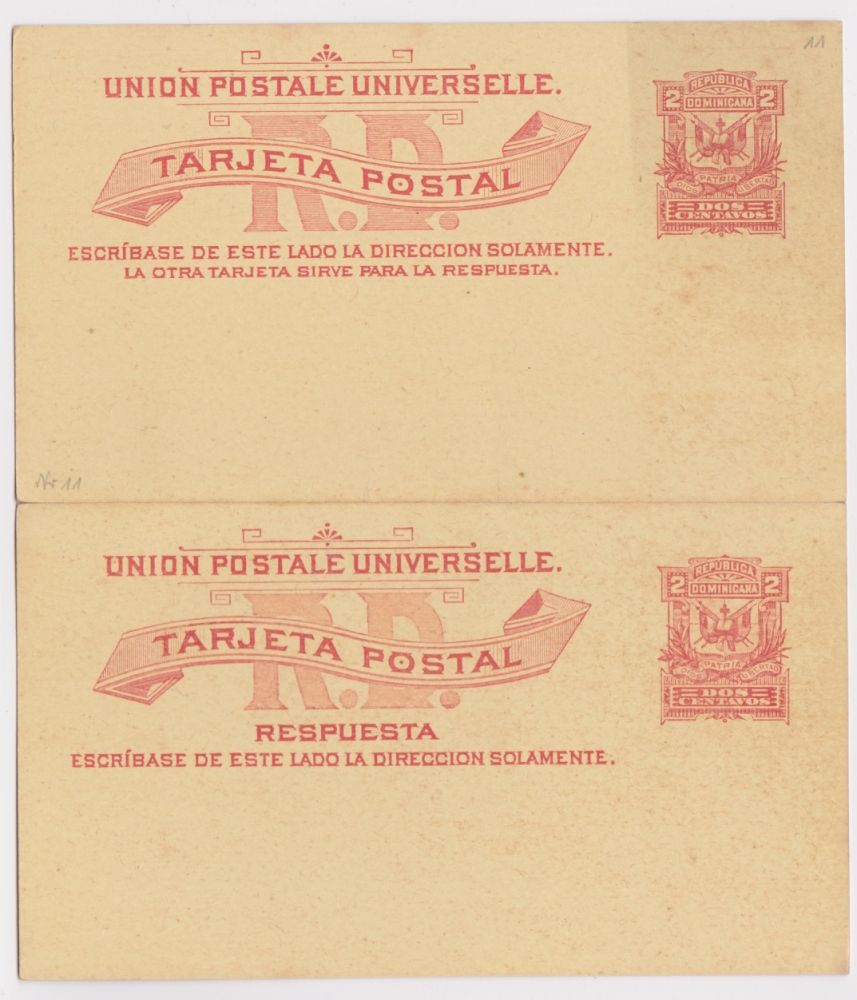 11
UNION POSTALE UNIVERSELLE.
R.D.
TARJETA POSTAL
ESCRÍBASE DE ESTE LADO LA DIRECCION SOLAMENTE.
LA OTRA TARJETA SIRVE PARA LA RESPUESTA.
REPUBLICA
2 DOMINICANA 2
PATRIA
DIOS LIBERTAD
DOS
CENTAVOS
Nr 11
UNION POSTALE UNIVERSELLE.
R.D.
TARJETA POSTAL
RESPUESTA
ESCRÍBASE DE ESTE LADO LA DIRECCION SOLAMENTE.
REPUBLICA
2 DOMINICANA 2
PATRIA
DIOS LIBERTAD
DOS
CENTAVOS